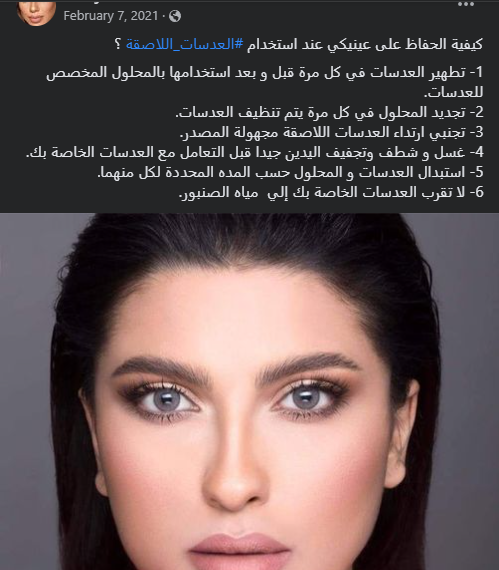 February 7, 2021 ·
كيفية الحفاظ على عينيكي عند استخدام #العدسات_اللاصقة ؟
1- تطهير العدسات في كل مرة قبل و بعد استخدامها بالمحلول المخصص
للعدسات.
2- تجديد المحلول في كل مرة يتم تنظيف العدسات.
3- تجنبي ارتداء العدسات اللاصقة مجهولة المصدر.
4- غسل و شطف وتجفيف اليدين جيدا قبل التعامل مع العدسات الخاصة بك.
5- استبدال العدسات و المحلول حسب المده المحددة لكل منهما.
6- لا تقرب العدسات الخاصة بك إلي مياه الصنبور.